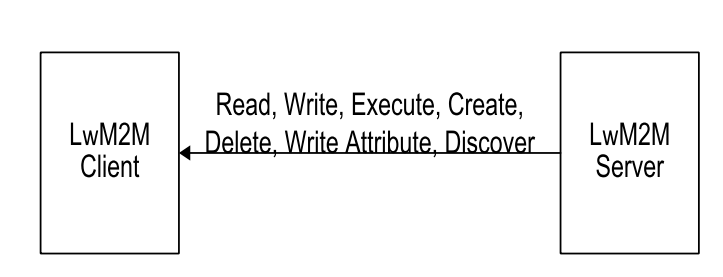 Read, Write, Execute, Create,
Delete, Write Attribute, Discover
LwM2M
Client
LwM2M
Server